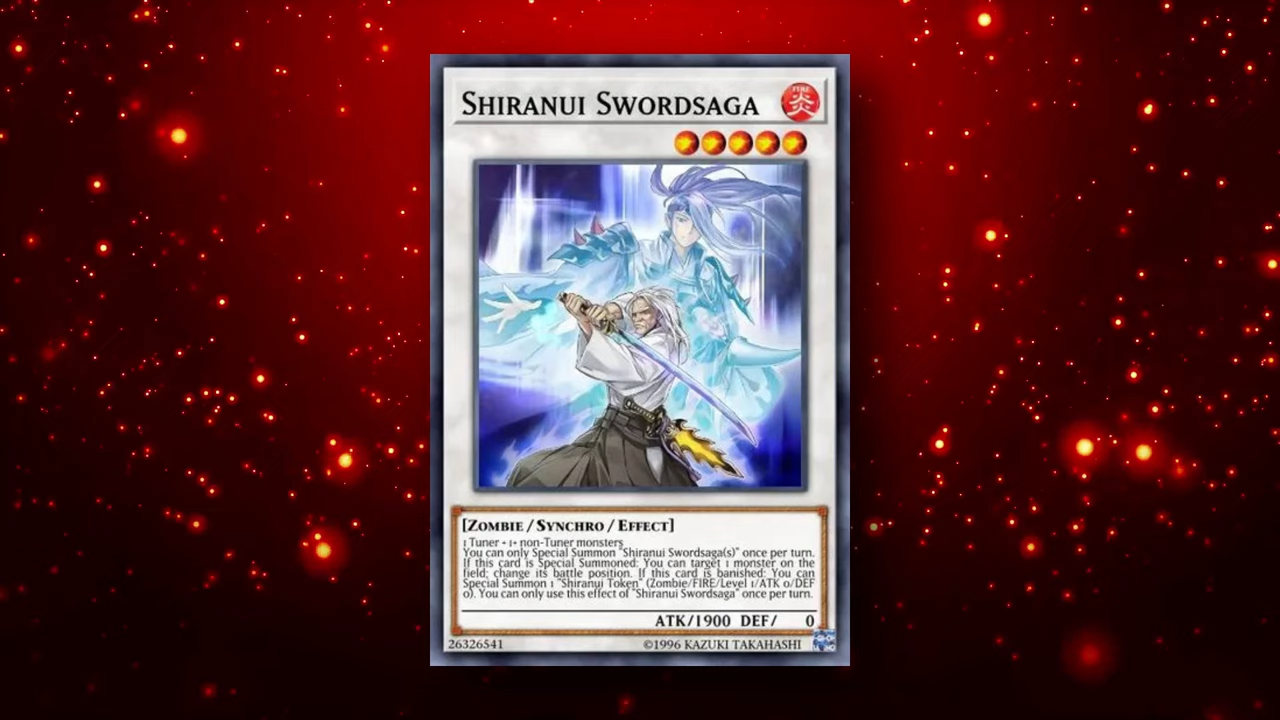 SHIRANUI SWORDSAGA
FIRE
炎
[ZOMBIE / SYNCHRO / EFFECT]
1 Tuner + 1+ non-Tuner monsters
You can only Special Summon "Shiranui Swordsaga(s)" once per turn.
If this card is Special Summoned: You can target 1 monster on the
field; change its battle position. If this card is banished: You can
Special Summon 1 "Shiranui Token" (Zombie/FIRE/Level 1/ATK 0/DEF
0). You can only use this effect of "Shiranui Swordsaga" once per turn.
ATK/1900 DEF/ 0
26326541 ©1996 KAZUKI TAKAHASHI